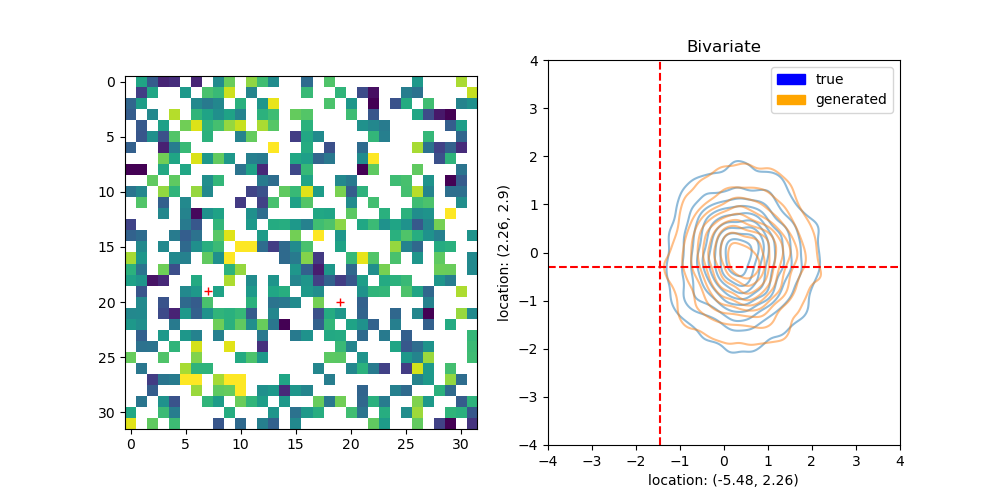 0
5
10
15
20
25
30
0 5 10 15 20 25 30
Bivariate
4
3
2
1
0
−1
−2
−3
−4
−4 −3 −2 −1 0 1 2 3 4
true
generated
location: (2.26, 2.9)
location: (-5.48, 2.26)